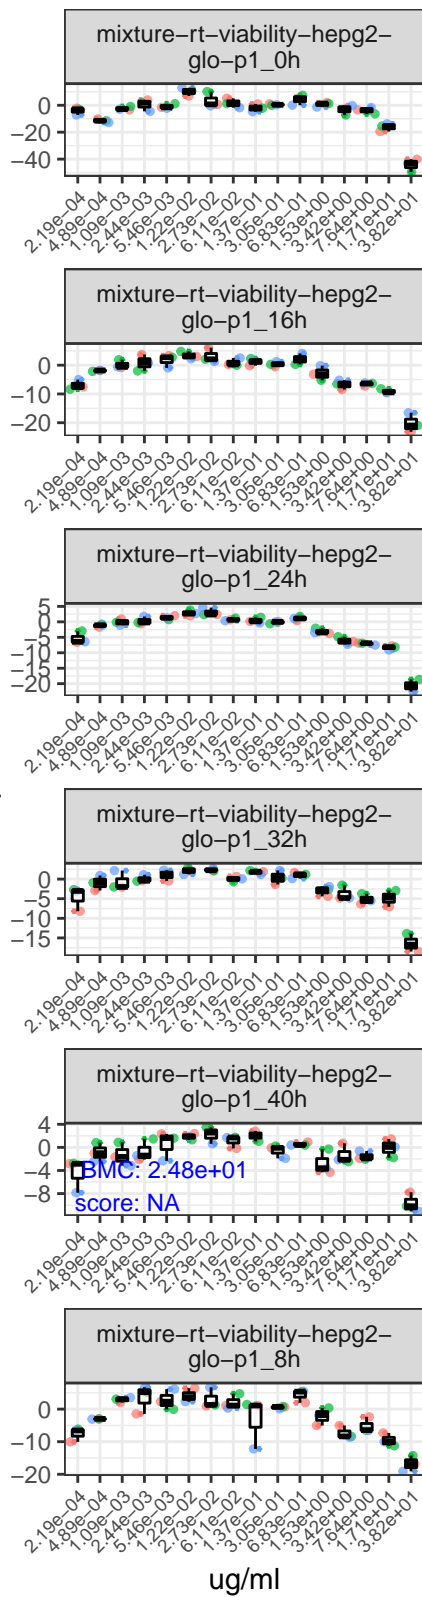 mixture−rt−viability−hepg2−
glo−p1_0h
0
−20
−40
2.19e−04
4.89e−04
1.09e−03
2.44e−03
5.46e−03
1.22e−02
2.73e−02
6.11e−02
1.37e−01
3.05e−01
6.83e−01
1.53e+00
3.42e+00
7.64e+00
1.71e+01
3.82e+01
mixture−rt−viability−hepg2−
glo−p1_16h
0
−10
−20
2.19e−04
4.89e−04
1.09e−03
2.44e−03
5.46e−03
1.22e−02
2.73e−02
6.11e−02
1.37e−01
3.05e−01
6.83e−01
1.53e+00
3.42e+00
7.64e+00
1.71e+01
3.82e+01
mixture−rt−viability−hepg2−
glo−p1_24h
5
0
−5
−10
−15
−20
2.19e−04
4.89e−04
1.09e−03
2.44e−03
5.46e−03
1.22e−02
2.73e−02
6.11e−02
1.37e−01
3.05e−01
6.83e−01
1.53e+00
3.42e+00
7.64e+00
1.71e+01
3.82e+01
mixture−rt−viability−hepg2−
glo−p1_32h
0
−5
−10
−15
2.19e−04
4.89e−04
1.09e−03
2.44e−03
5.46e−03
1.22e−02
2.73e−02
6.11e−02
1.37e−01
3.05e−01
6.83e−01
1.53e+00
3.42e+00
7.64e+00
1.71e+01
3.82e+01
mixture−rt−viability−hepg2−
glo−p1_40h
4
0
−4
−8
BMC: 2.48e+01
score: NA
2.19e−04
4.89e−04
1.09e−03
2.44e−03
5.46e−03
1.22e−02
2.73e−02
6.11e−02
1.37e−01
3.05e−01
6.83e−01
1.53e+00
3.42e+00
7.64e+00
1.71e+01
3.82e+01
mixture−rt−viability−hepg2−
glo−p1_8h
0
−10
−20
2.19e−04
4.89e−04
1.09e−03
2.44e−03
5.46e−03
1.22e−02
2.73e−02
6.11e−02
1.37e−01
3.05e−01
6.83e−01
1.53e+00
3.42e+00
7.64e+00
1.71e+01
3.82e+01
ug/ml